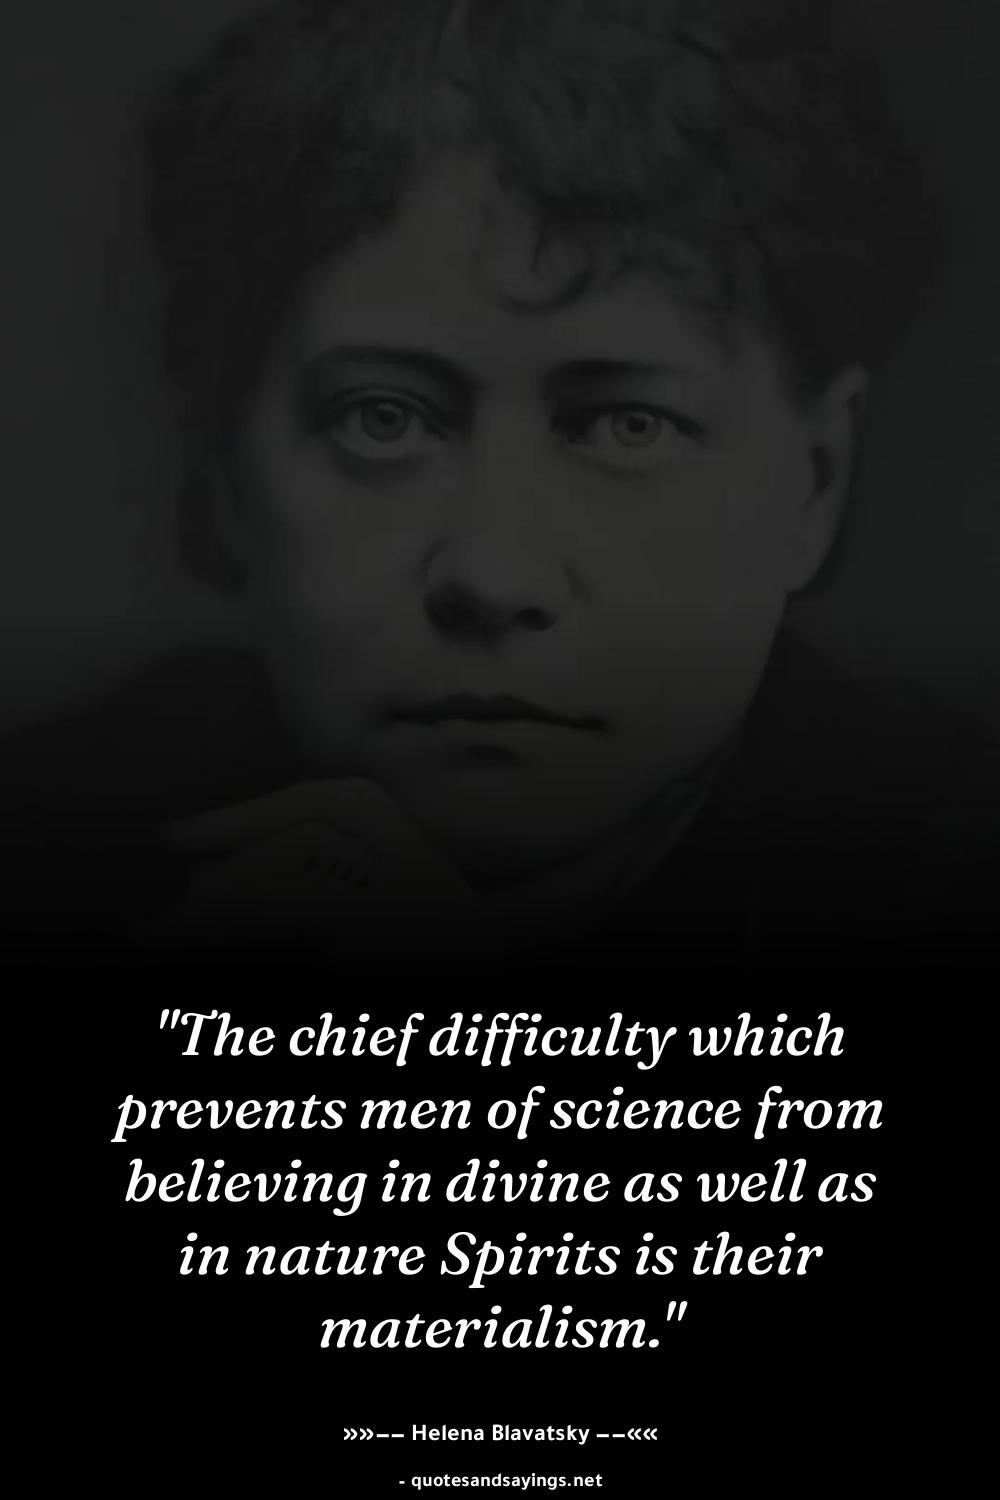 "The chief difficulty which
prevents men of science from
believing in divine as well as
in nature Spirits is their
materialism."
»»−− Helena Blavatsky −−««
- quotesandsayings.net